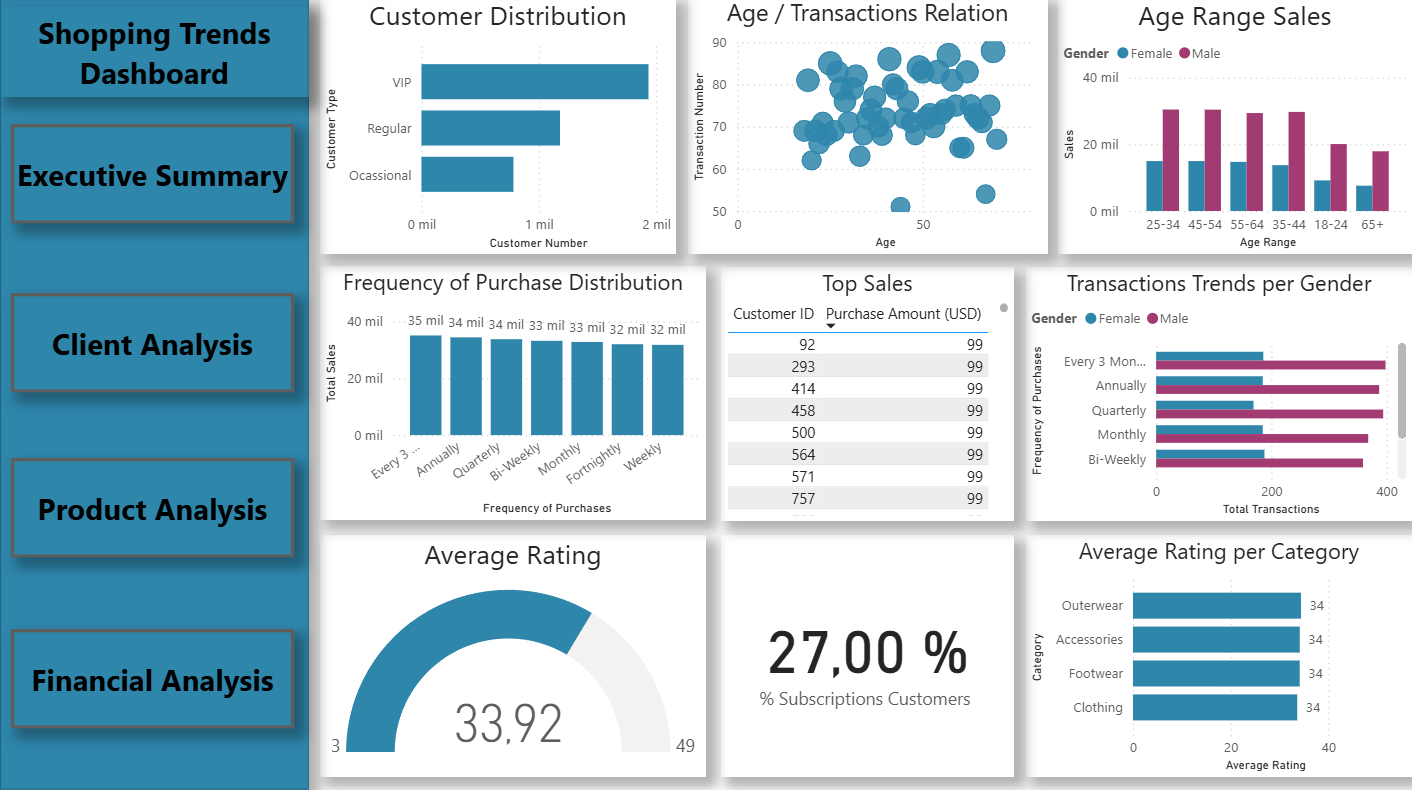 Shopping Trends
Dashboard
Executive Summary
Client Analysis
Product Analysis
Financial Analysis
Customer Distribution
Customer Type
VIP
Regular
Ocassional
0 mil 1 mil 2 mil
Customer Number
Age / Transactions Relation
Transaction Number
90
80
70
60
50
0 50
Age
Age Range Sales
Gender Female Male
Sales
40 mil
20 mil
0 mil
25-34 45-54 55-64 35-44 18-24 65+
Age Range
Frequency of Purchase Distribution
Total Sales
40 mil
20 mil
0 mil
35 mil 34 mil 34 mil 33 mil 33 mil 32 mil 32 mil
Every 3 ... Annually Quarterly Bi-Weekly Monthly Fortnightly Weekly
Frequency of Purchases
Top Sales
Customer ID Purchase Amount (USD)
92 99
293 99
414 99
458 99
500 99
564 99
571 99
757 99
Transactions Trends per Gender
Gender Female Male
Frequency of Purchases
Every 3 Mon...
Annually
Quarterly
Monthly
Bi-Weekly
0 200 400
Total Transactions
Average Rating
33,92
3 49
27,00 %
% Subscriptions Customers
Average Rating per Category
Category
Outerwear 34
Accessories 34
Footwear 34
Clothing 34
0 20 40
Average Rating